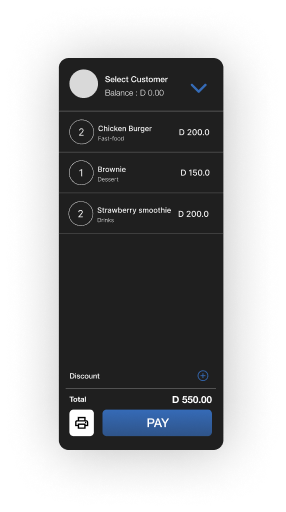 Select Customer
Balance : D 0.00
2 Chicken Burger D 200.0
Fast-food
1 Brownie D 150.0
Dessert
2 Strawberry smoothie D 200.0
Drinks
Discount
Total D 550.00
PAY